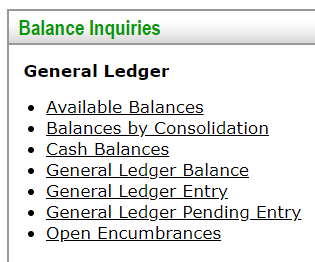 Balance Inquiries
General Ledger
Available Balances
Balances by Consolidation
Cash Balances
General Ledger Balance
General Ledger Entry
General Ledger Pending Entry
Open Encumbrances